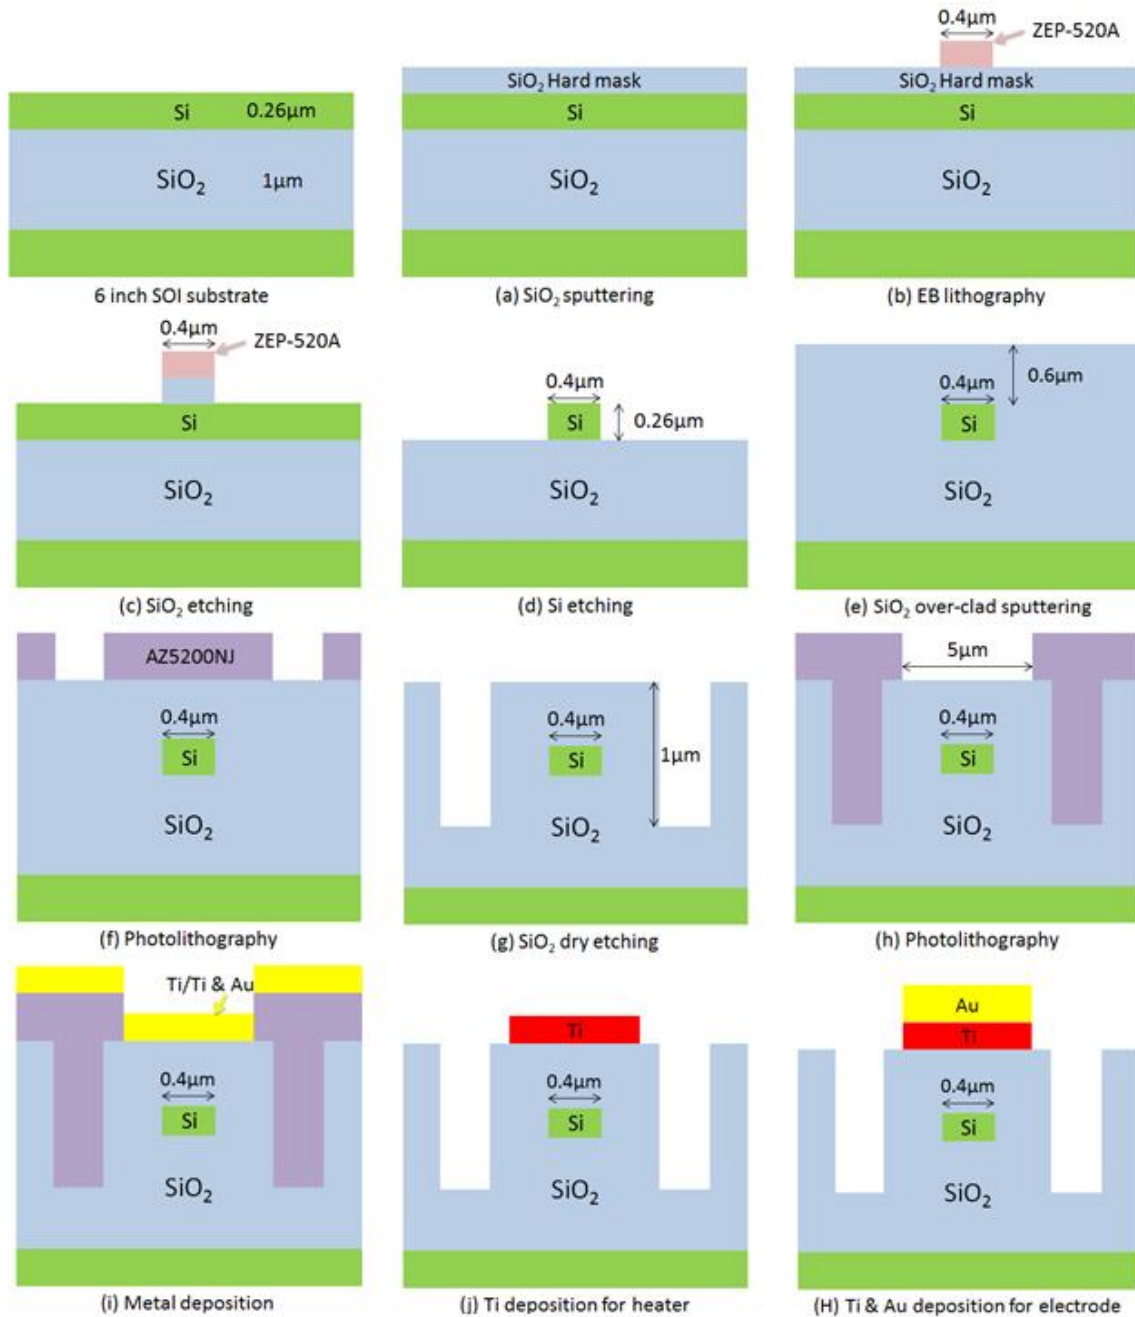 0.4μm
ZEP-520A
Si 0.26μm
SiO₂ 1μm
6 inch SOI substrate
SiO₂ Hard mask
Si
SiO₂
(a) SiO₂ sputtering
SiO₂ Hard mask
Si
SiO₂
(b) EB lithography
0.4μm
ZEP-520A
Si
SiO₂
(c) SiO₂ etching
0.4μm
Si
0.26μm
SiO₂
(d) Si etching
0.6μm
0.4μm
Si
SiO₂
(e) SiO₂ over-clad sputtering
AZ5200NJ
0.4μm
Si
SiO₂
(f) Photolithography
0.4μm
Si
1μm
SiO₂
(g) SiO₂ dry etching
5μm
0.4μm
Si
SiO₂
(h) Photolithography
Ti/Ti & Au
0.4μm
Si
SiO₂
(i) Metal deposition
Ti
0.4μm
Si
SiO₂
(j) Ti deposition for heater
Au
Ti
0.4μm
Si
SiO₂
(H) Ti & Au deposition for electrode